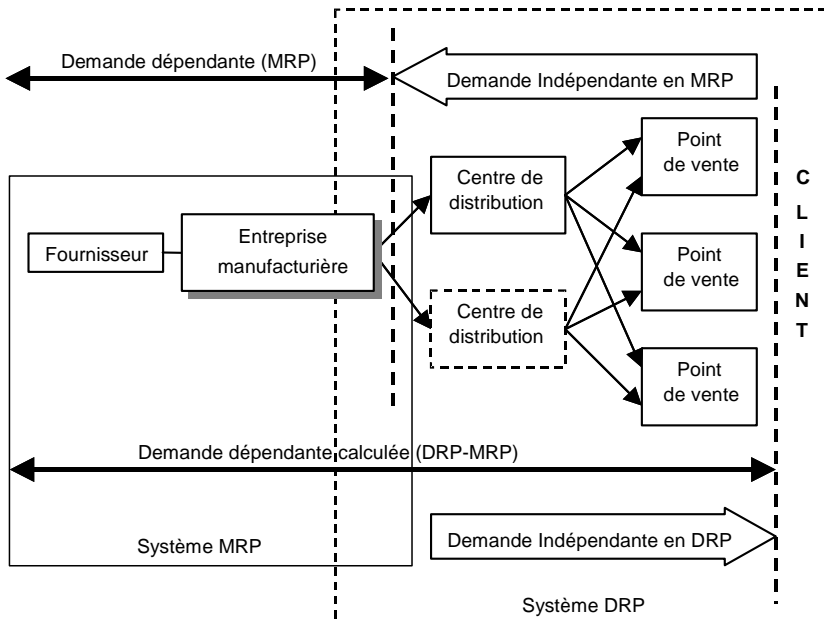 Demande dépendante (MRP)
Demande Indépendante en MRP
Point
de vente
Centre de
distribution
Entreprise
manufacturière
Fournisseur
Point
de vente
Centre de
distribution
Point
de vente
CLIENT
Demande dépendante calculée (DRP-MRP)
Système MRP
Demande Indépendante en DRP
Système DRP